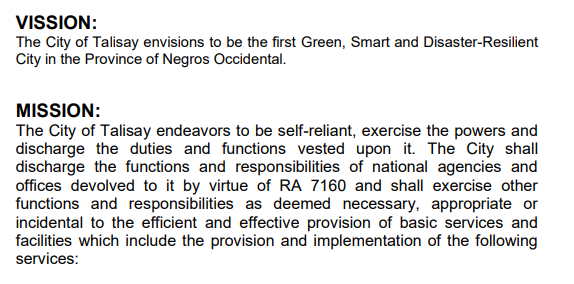 VISSION:
The City of Talisay envisions to be the first Green, Smart and Disaster-Resilient
City in the Province of Negros Occidental.
MISSION:
The City of Talisay endeavors to be self-reliant, exercise the powers and
discharge the duties and functions vested upon it. The City shall
discharge the functions and responsibilities of national agencies and
offices devolved to it by virtue of RA 7160 and shall exercise other
functions and responsibilities as deemed necessary, appropriate or
incidental to the efficient and effective provision of basic services and
facilities which include the provision and implementation of the following
services: